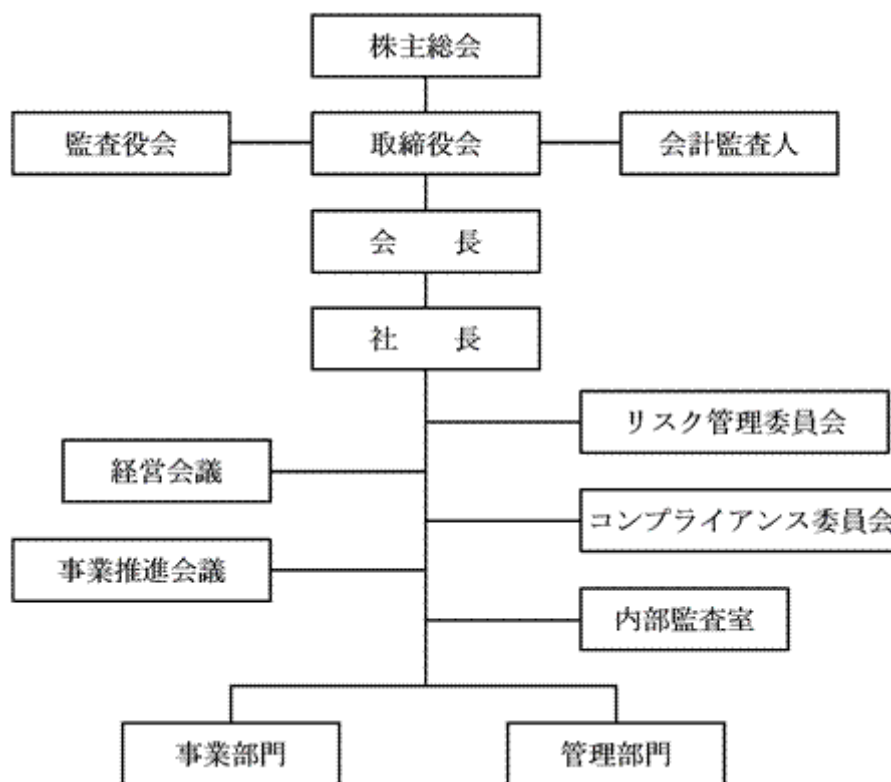 株主総会
監査役会
取締役会
会計監査人
会　　長
社　　長
リスク管理委員会
経営会議
コンプライアンス委員会
事業推進会議
内部監査室
事業部門
管理部門